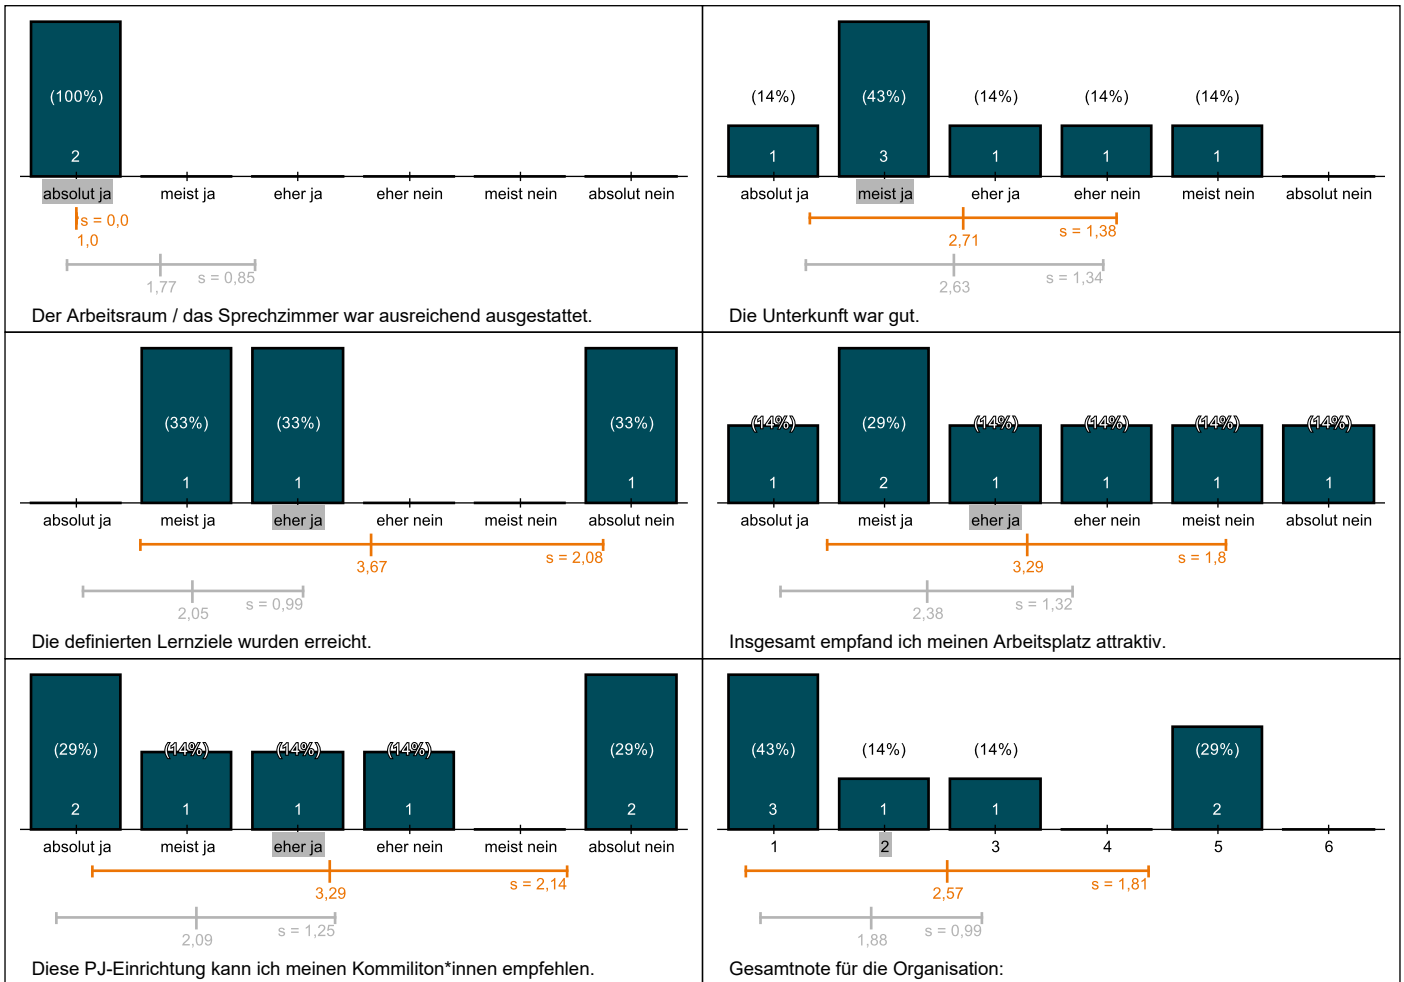 (100%)
2
absolut ja meist ja eher ja eher nein meist nein absolut nein
s = 0,0
1,0
s = 0,85
1,77
Der Arbeitsraum / das Sprechzimmer war ausreichend ausgestattet.
(14%) (43%) (14%) (14%) (14%)
1 3 1 1 1
absolut ja meist ja eher ja eher nein meist nein absolut nein
s = 1,38
2,71
s = 1,34
2,63
Die Unterkunft war gut.
(33%) (33%) (33%)
1 1 1
absolut ja meist ja eher ja eher nein meist nein absolut nein
s = 2,08
3,67
s = 0,99
2,05
Die definierten Lernziele wurden erreicht.
(14%) (29%) (14%) (14%) (14%) (14%)
1 2 1 1 1 1
absolut ja meist ja eher ja eher nein meist nein absolut nein
s = 1,8
3,29
s = 1,32
2,38
Insgesamt empfand ich meinen Arbeitsplatz attraktiv.
(29%) (14%) (14%) (14%) (29%)
2 1 1 1 2
absolut ja meist ja eher ja eher nein meist nein absolut nein
s = 2,14
3,29
s = 1,25
2,09
Diese PJ-Einrichtung kann ich meinen Kommiliton*innen empfehlen.
(43%) (14%) (14%) (29%)
3 1 1 2
1 2 3 4 5 6
s = 1,81
2,57
s = 0,99
1,88
Gesamtnote für die Organisation: